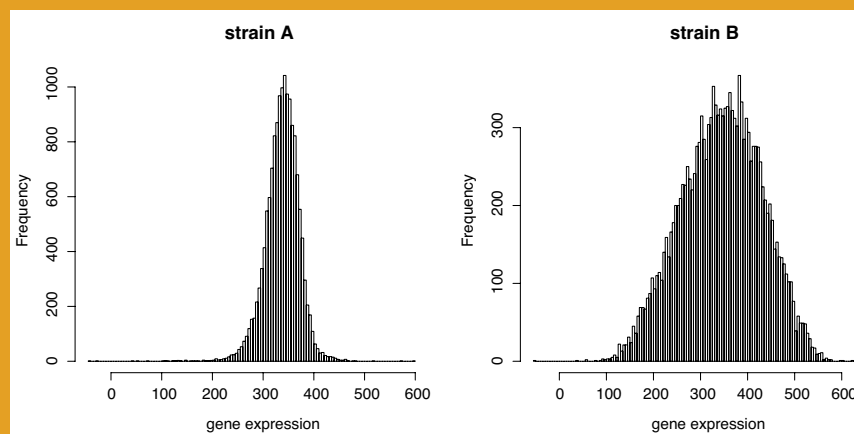 strain A
Frequency
1000
800
600
400
200
0
0 100 200 300 400 500 600
gene expression
strain B
Frequency
300
200
100
0
0 100 200 300 400 500 600
gene expression